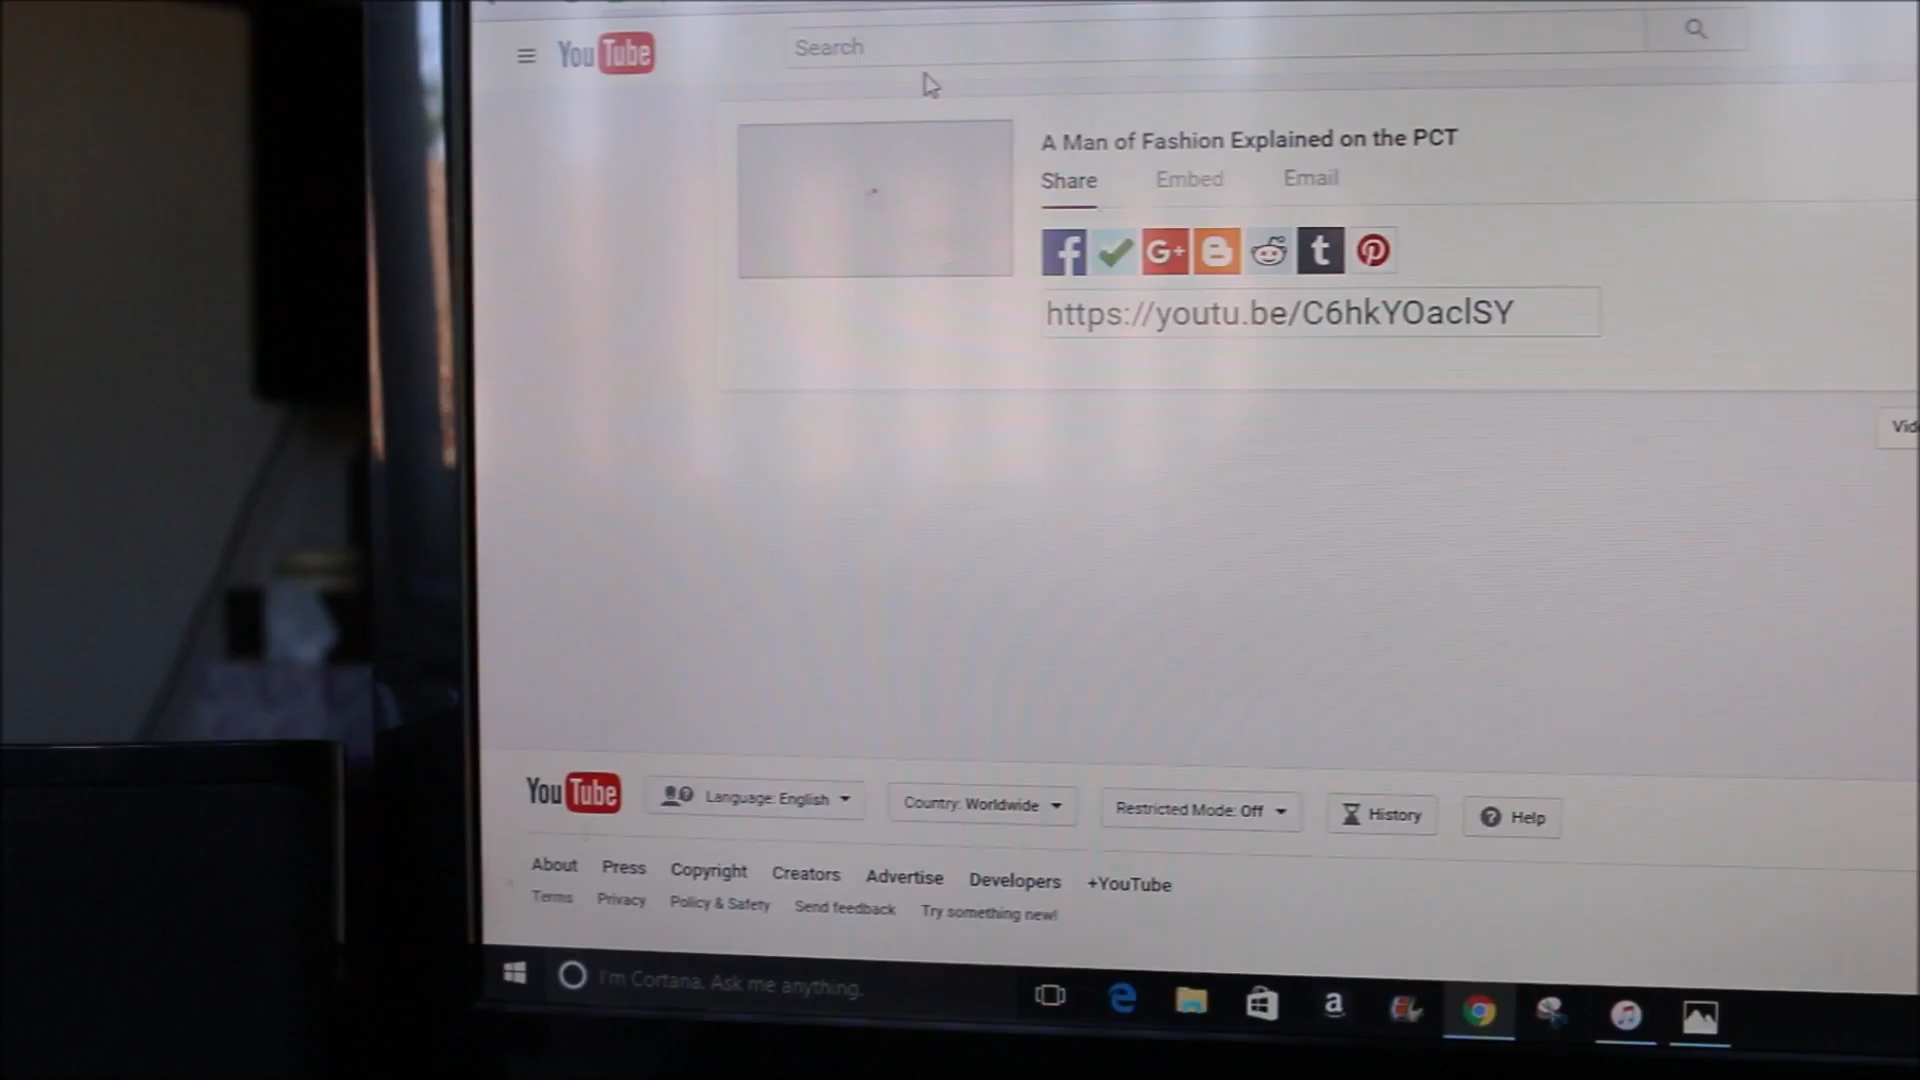 YouTube
Search
A Man of Fashion Explained on the PCT
Share Embed Email
f G+ B t P
https://youtu.be/C6hkYOaclSY
Vid
YouTube Language: English Country: Worldwide Restricted Mode: Off History ? Help
About Press Copyright Creators Advertise Developers +YouTube
Terms Privacy Policy & Safety Send feedback Try something new!
I'm Cortana. Ask me anything.
e a